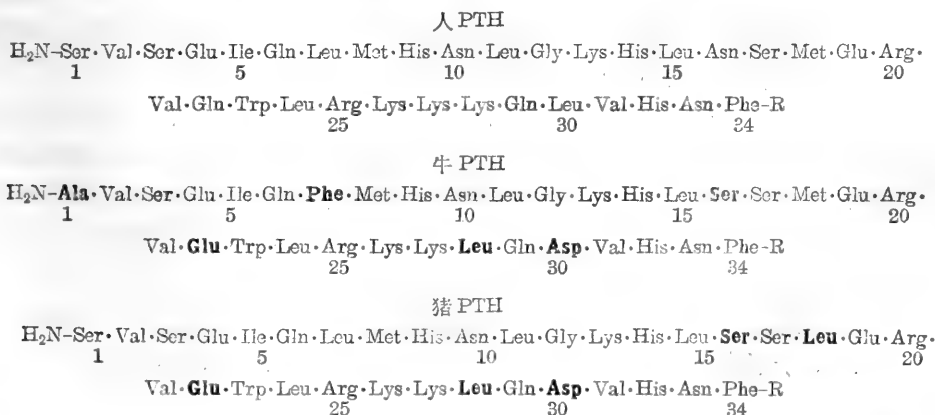 人 PTH
H₂N-Ser·Val·Ser·Glu·Ile·Gln·Leu·Met·His·Asn·Leu·Gly·Lys·His·Leu·Asn·Ser·Met·Glu·Arg·
1 5 10 15 20
Val·Gln·Trp·Leu·Arg·Lys·Lys·Lys·Gln·Leu·Val·His·Asn·Phe-R
25 30 34
牛 PTH
H₂N-Ala·Val·Ser·Glu·Ile·Gln·Phe·Met·His·Asn·Leu·Gly·Lys·His·Leu·Ser·Ser·Met·Glu·Arg·
1 5 10 15 20
Val·Glu·Trp·Leu·Arg·Lys·Lys·Leu·Gln·Asp·Val·His·Asn·Phe-R
25 30 34
猪 PTH
H₂N-Ser·Val·Ser·Glu·Ile·Gln·Leu·Met·His·Asn·Leu·Gly·Lys·His·Leu·Ser·Ser·Leu·Glu·Arg·
1 5 10 15 20
Val·Glu·Trp·Leu·Arg·Lys·Lys·Leu·Gln·Asp·Val·His·Asn·Phe-R
25 30 34